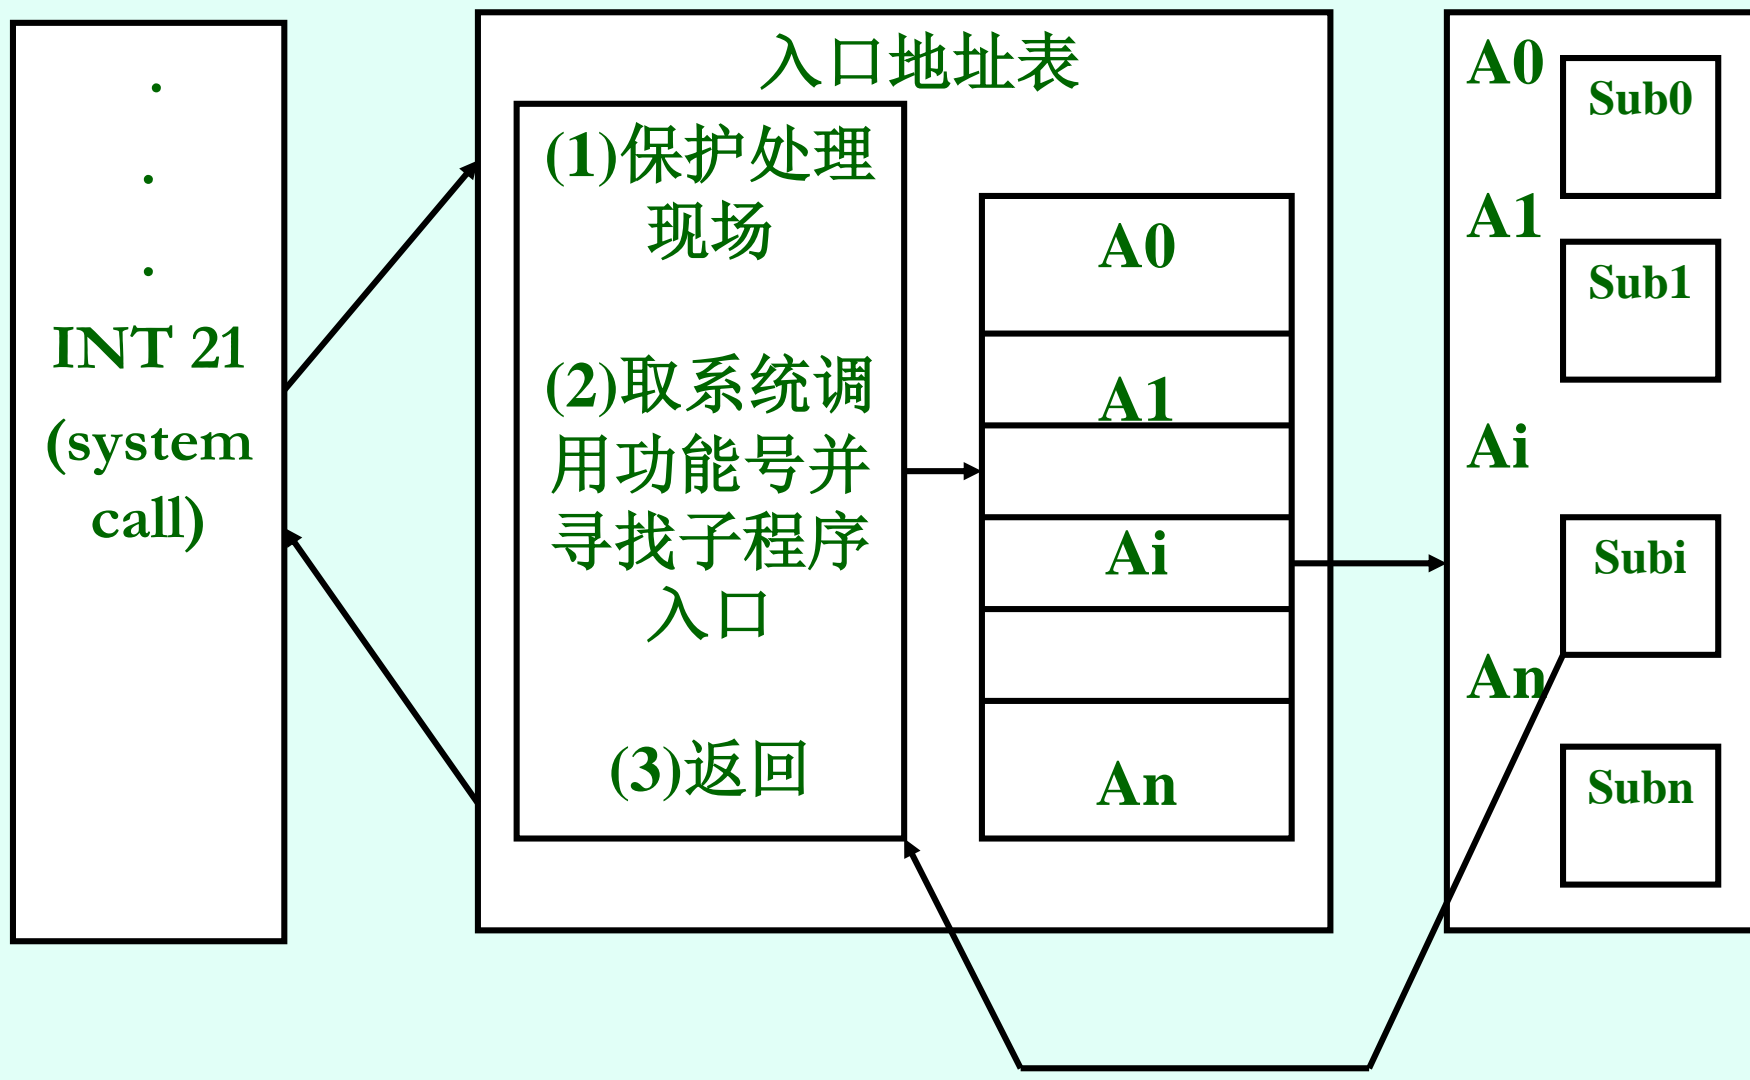 .
.
.
INT 21
(system
call)
入口地址表
(1)保护处理
现场
(2)取系统调
用功能号并
寻找子程序
入口
(3)返回
A0
A1
Ai
An
A0
Sub0
A1
Sub1
Ai
Subi
An
Subn